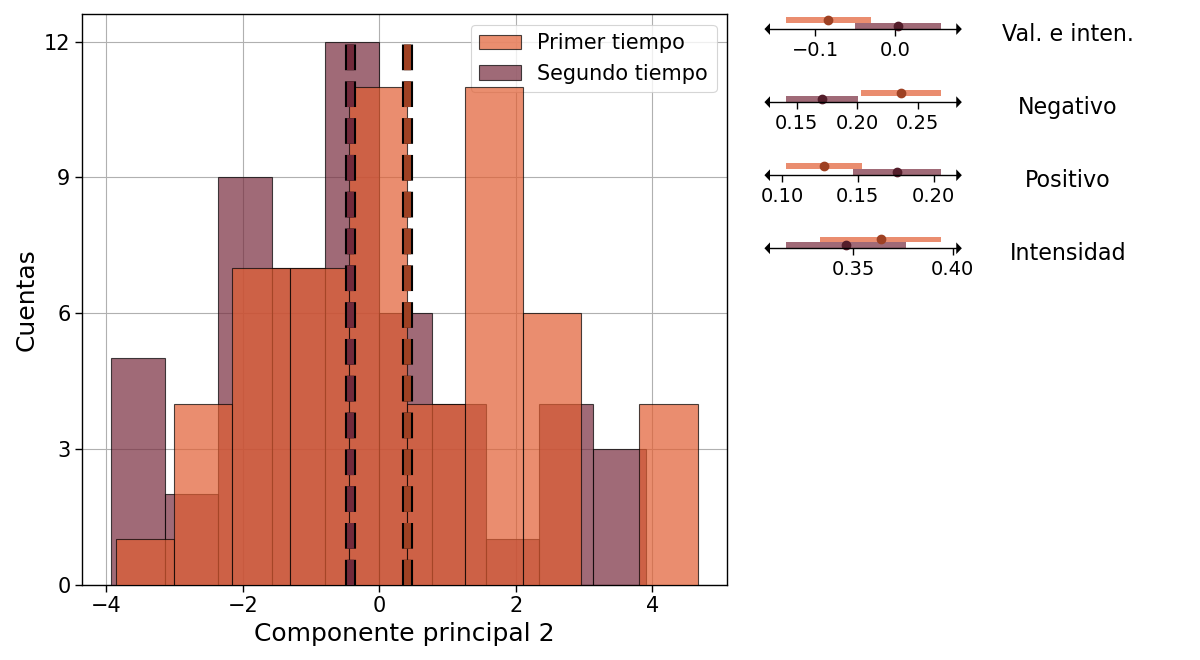 12
9
6
3
0
Cuentas
−4
−2
0
2
4
Componente principal 2
Primer tiempo
Segundo tiempo
−0.1 0.0
Val. e inten.
0.15 0.20 0.25
Negativo
0.10 0.15 0.20
Positivo
0.35 0.40
Intensidad